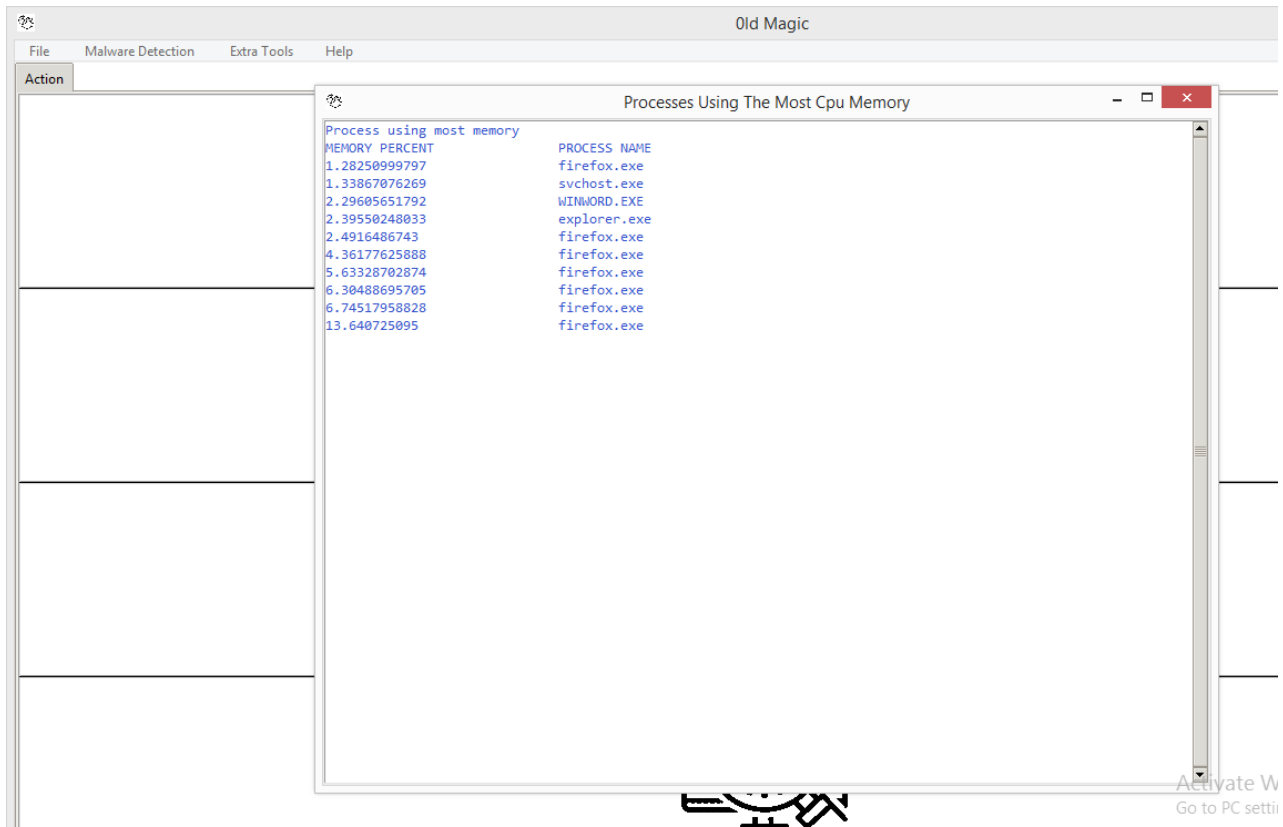 0ld Magic
File Malware Detection Extra Tools Help
Action
Processes Using The Most Cpu Memory
Process using most memory
MEMORY PERCENT PROCESS NAME
1.28250999797 firefox.exe
1.33867076269 svchost.exe
2.29605651792 WINWORD.EXE
2.39550248033 explorer.exe
2.4916486743 firefox.exe
4.36177625888 firefox.exe
5.63328702874 firefox.exe
6.30488695705 firefox.exe
6.74517958828 firefox.exe
13.640725095 firefox.exe
Activate W
Go to PC settin